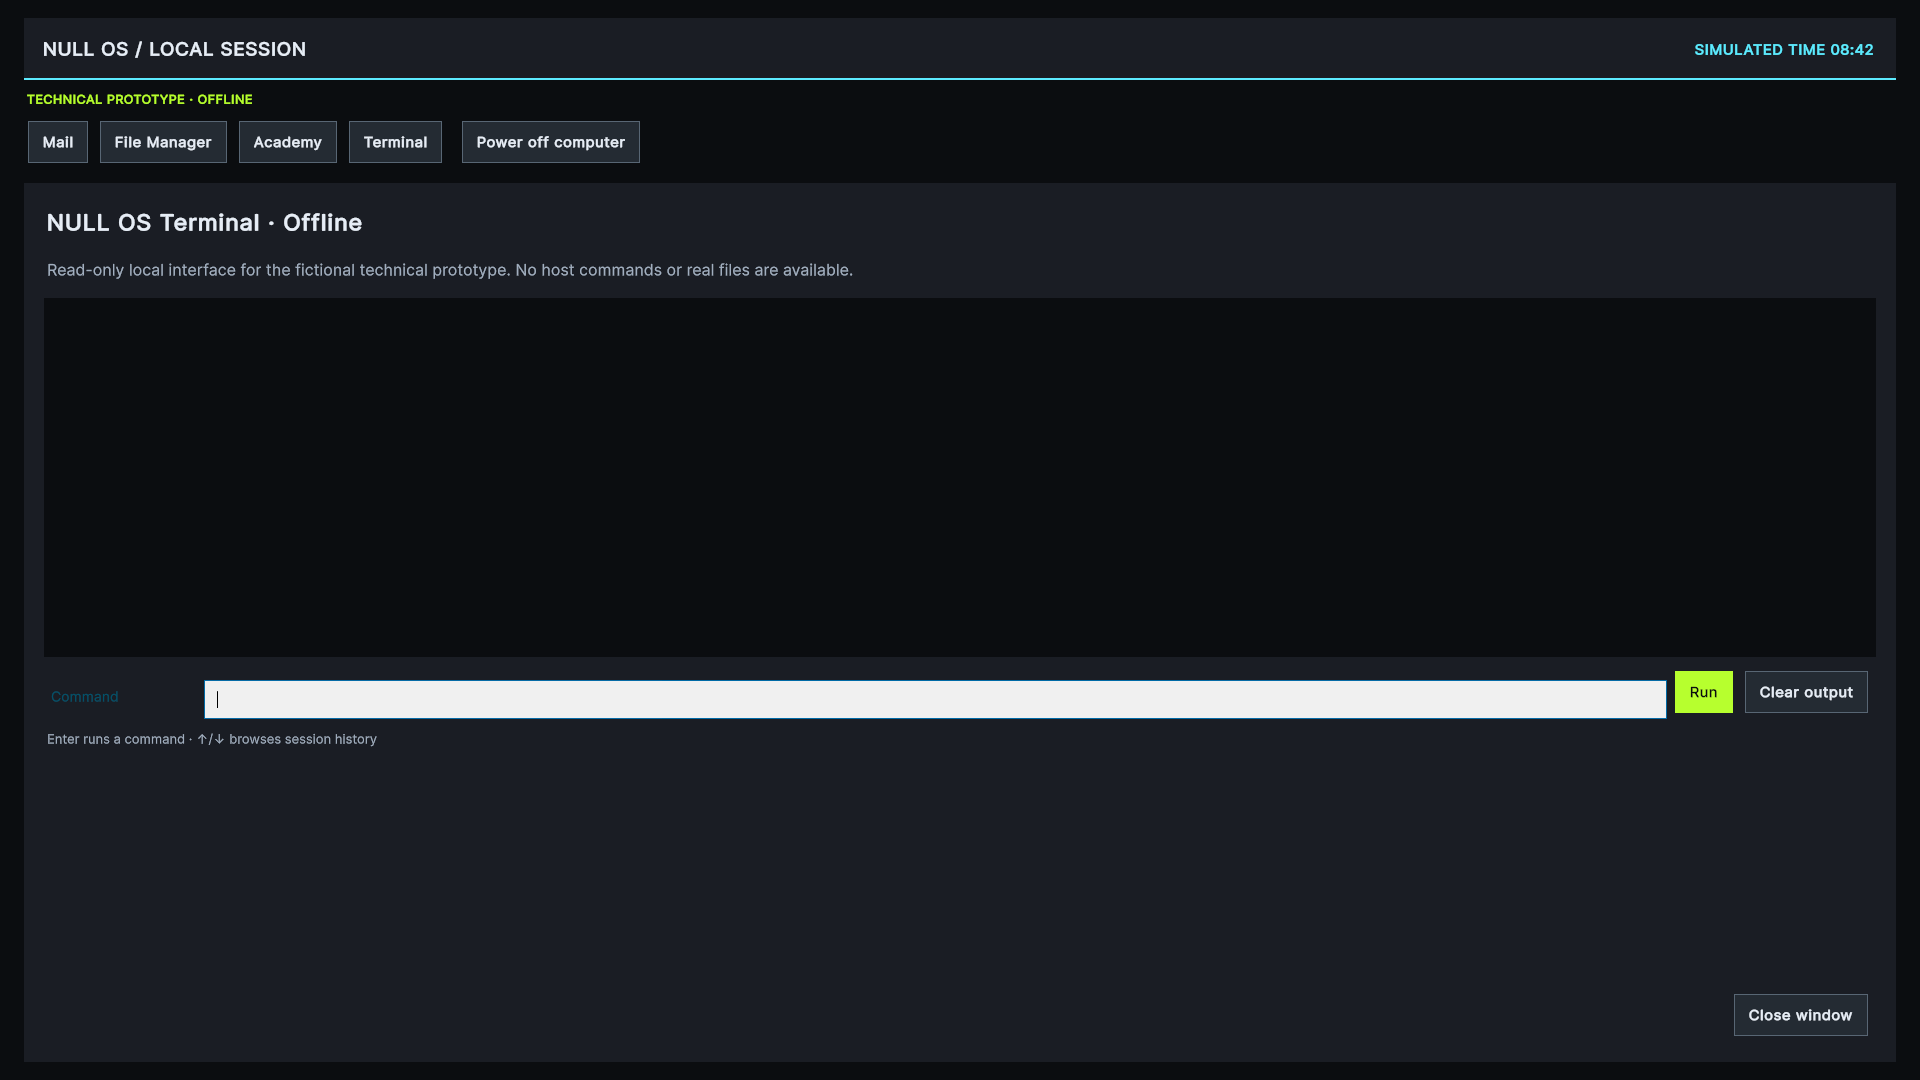 NULL OS / LOCAL SESSION
SIMULATED TIME 08:42
TECHNICAL PROTOTYPE · OFFLINE
Mail
File Manager
Academy
Terminal
Power off computer
NULL OS Terminal · Offline
Read-only local interface for the fictional technical prototype. No host commands or real files are available.
Command
Run
Clear output
Enter runs a command · ↑/↓ browses session history
Close window